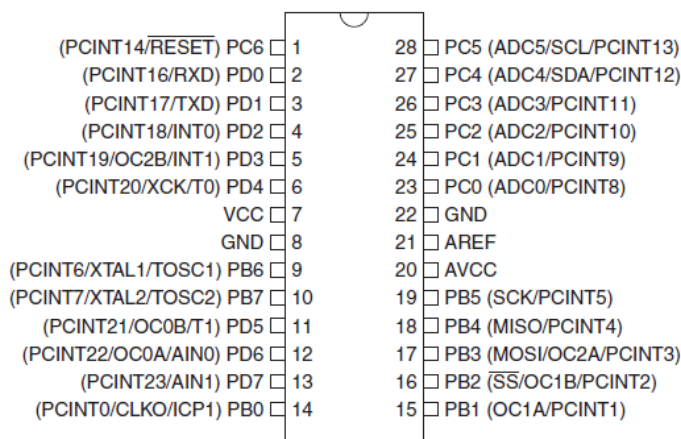 (PCINT14/RESET) PC6 1 28 PC5 (ADC5/SCL/PCINT13)
(PCINT16/RXD) PD0 2 27 PC4 (ADC4/SDA/PCINT12)
(PCINT17/TXD) PD1 3 26 PC3 (ADC3/PCINT11)
(PCINT18/INT0) PD2 4 25 PC2 (ADC2/PCINT10)
(PCINT19/OC2B/INT1) PD3 5 24 PC1 (ADC1/PCINT9)
(PCINT20/XCK/T0) PD4 6 23 PC0 (ADC0/PCINT8)
VCC 7 22 GND
GND 8 21 AREF
(PCINT6/XTAL1/TOSC1) PB6 9 20 AVCC
(PCINT7/XTAL2/TOSC2) PB7 10 19 PB5 (SCK/PCINT5)
(PCINT21/OC0B/T1) PD5 11 18 PB4 (MISO/PCINT4)
(PCINT22/OC0A/AIN0) PD6 12 17 PB3 (MOSI/OC2A/PCINT3)
(PCINT23/AIN1) PD7 13 16 PB2 (SS/OC1B/PCINT2)
(PCINT0/CLKO/ICP1) PB0 14 15 PB1 (OC1A/PCINT1)